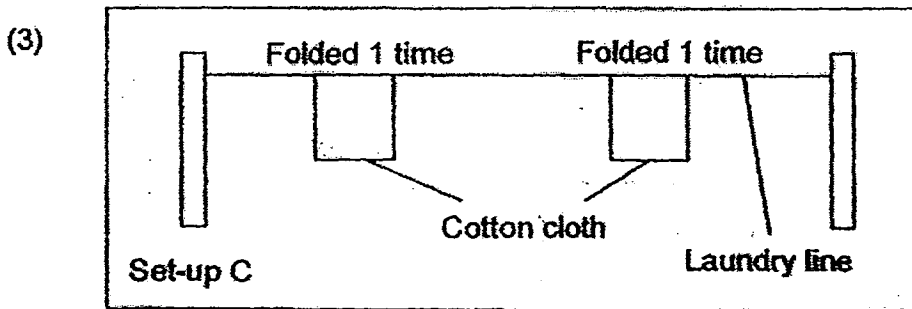 (3)
Folded 1 time Folded 1 time
Cotton cloth
Laundry line
Set-up C